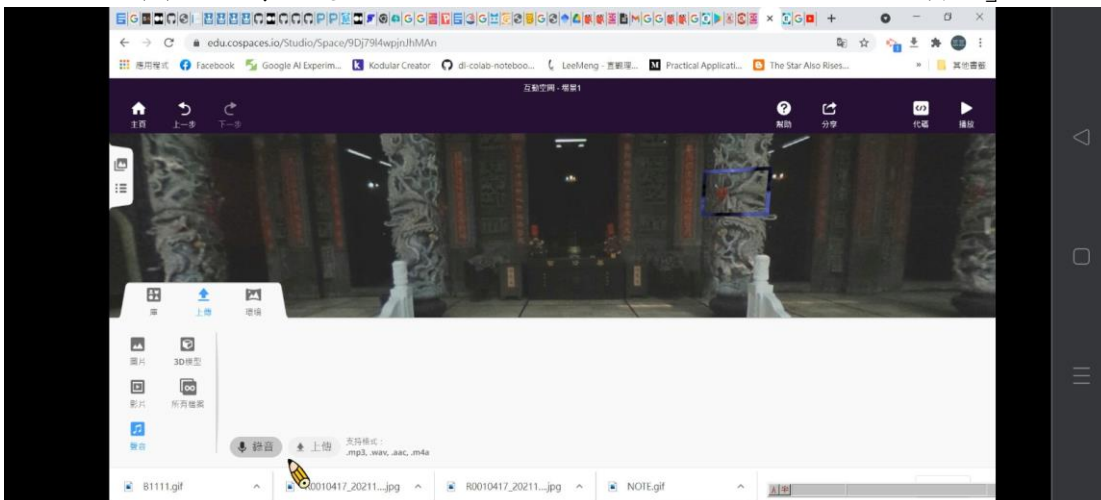 edu.cospaces.io/Studio/Space/9Dj79l4wpjnJhMAn
應用程式 Facebook Google AI Experim... Kodular Creator dl-colab-noteboo... LeeMeng - Practical Applicati... The Star Also Rises... » 其他書籤
互動空間 - 場景1
主頁 上一步 下一步 幫助 分享 代碼 播放
庫 上傳 環境
圖片 3D模型
影片 所有檔案
聲音
錄音 上傳 支持格式：
.mp3, .wav, .aac, .m4a
B1111.gif R0010417_20211....jpg R0010417_20211....jpg NOTE.gif